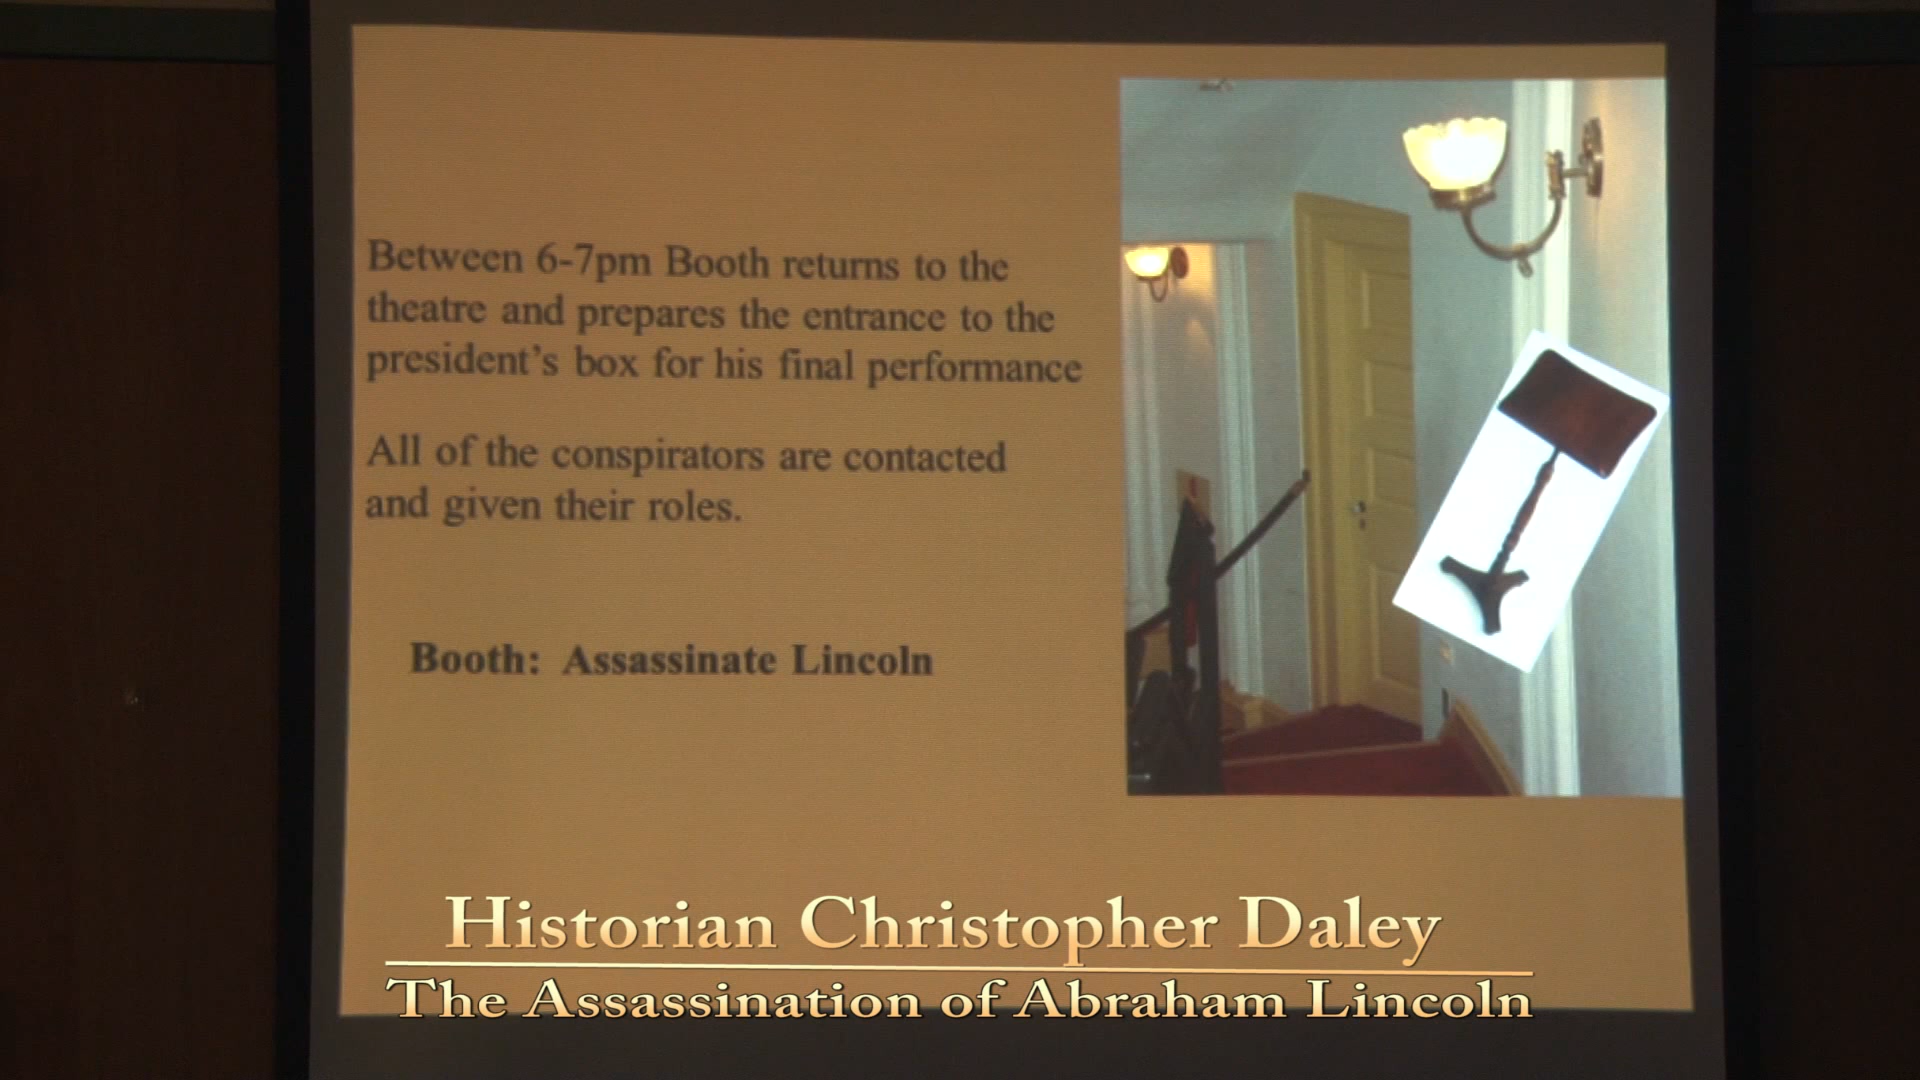 Between 6-7pm Booth returns to the
theatre and prepares the entrance to the
president's box for his final performance
All of the conspirators are contacted
and given their roles.
Booth: Assassinate Lincoln
Historian Christopher Daley
The Assassination of Abraham Lincoln